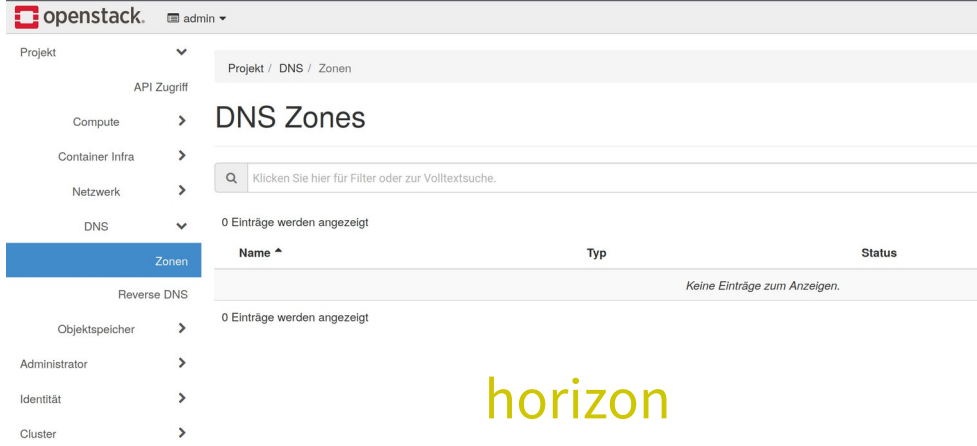 openstack. admin
Projekt
API Zugriff
Compute
Container Infra
Netzwerk
DNS
Zonen
Reverse DNS
Objektspeicher
Administrator
Identität
Cluster
Projekt / DNS / Zonen
DNS Zones
Klicken Sie hier für Filter oder zur Volltextsuche.
0 Einträge werden angezeigt
Name Typ Status
Keine Einträge zum Anzeigen.
0 Einträge werden angezeigt
horizon